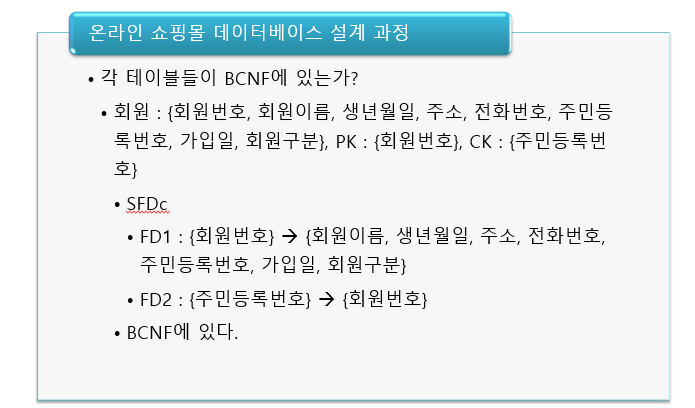 온라인 쇼핑몰 데이터베이스 설계 과정
• 각 테이블들이 BCNF에 있는가?
• 회원 : {회원번호, 회원이름, 생년월일, 주소, 전화번호, 주민등
록번호, 가입일, 회원구분}, PK : {회원번호}, CK : {주민등록번
호}
• SFDc
• FD1 : {회원번호} → {회원이름, 생년월일, 주소, 전화번호,
주민등록번호, 가입일, 회원구분}
• FD2 : {주민등록번호} → {회원번호}
• BCNF에 있다.